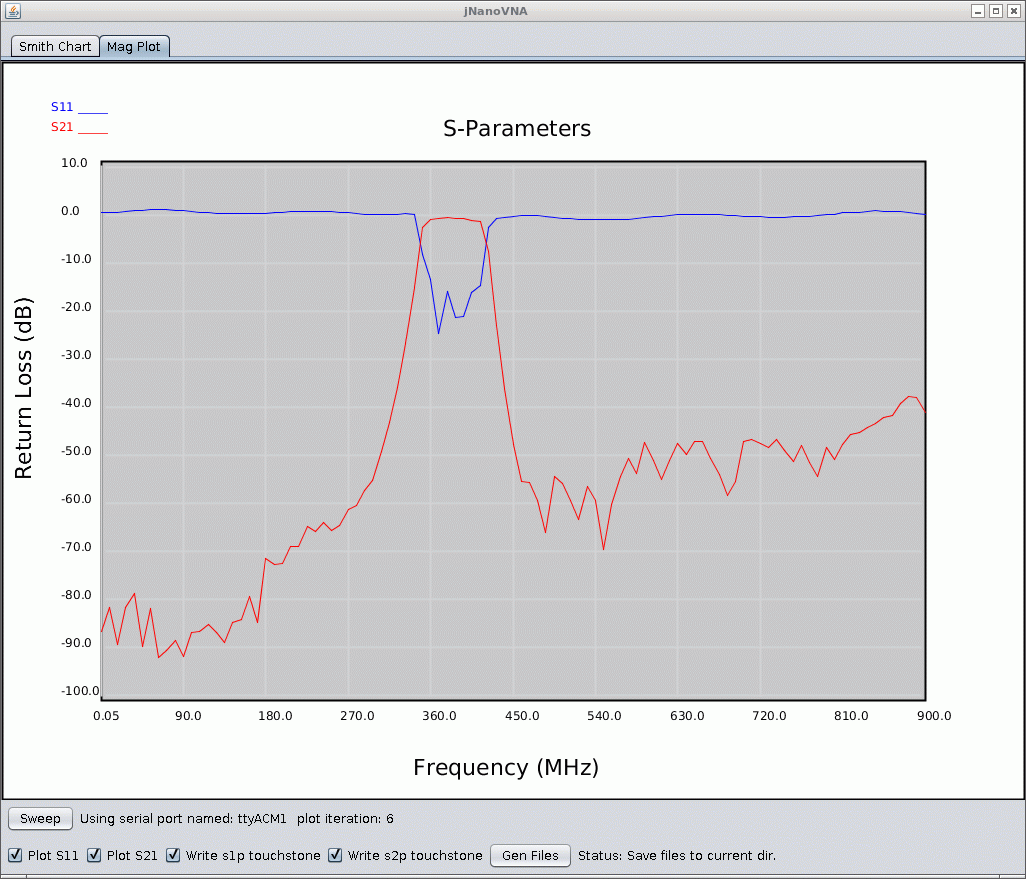 jNanoVNA
Smith Chart Mag Plot
S11
S21
S-Parameters
10.0
0.0
-10.0
-20.0
-30.0
-40.0
-50.0
-60.0
-70.0
-80.0
-90.0
-100.0
Return Loss (dB)
0.05 90.0 180.0 270.0 360.0 450.0 540.0 630.0 720.0 810.0 900.0
Frequency (MHz)
Sweep Using serial port named: ttyACM1 plot iteration: 6
Plot S11 Plot S21 Write s1p touchstone Write s2p touchstone Gen Files Status: Save files to current dir.